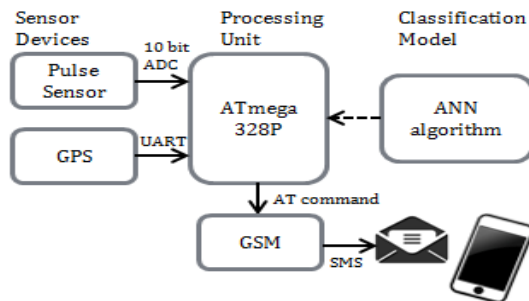 Sensor
Devices
Processing
Unit
Classification
Model
10 bit
ADC
Pulse
Sensor
ATmega
328P
ANN
algorithm
UART
GPS
AT command
GSM
SMS